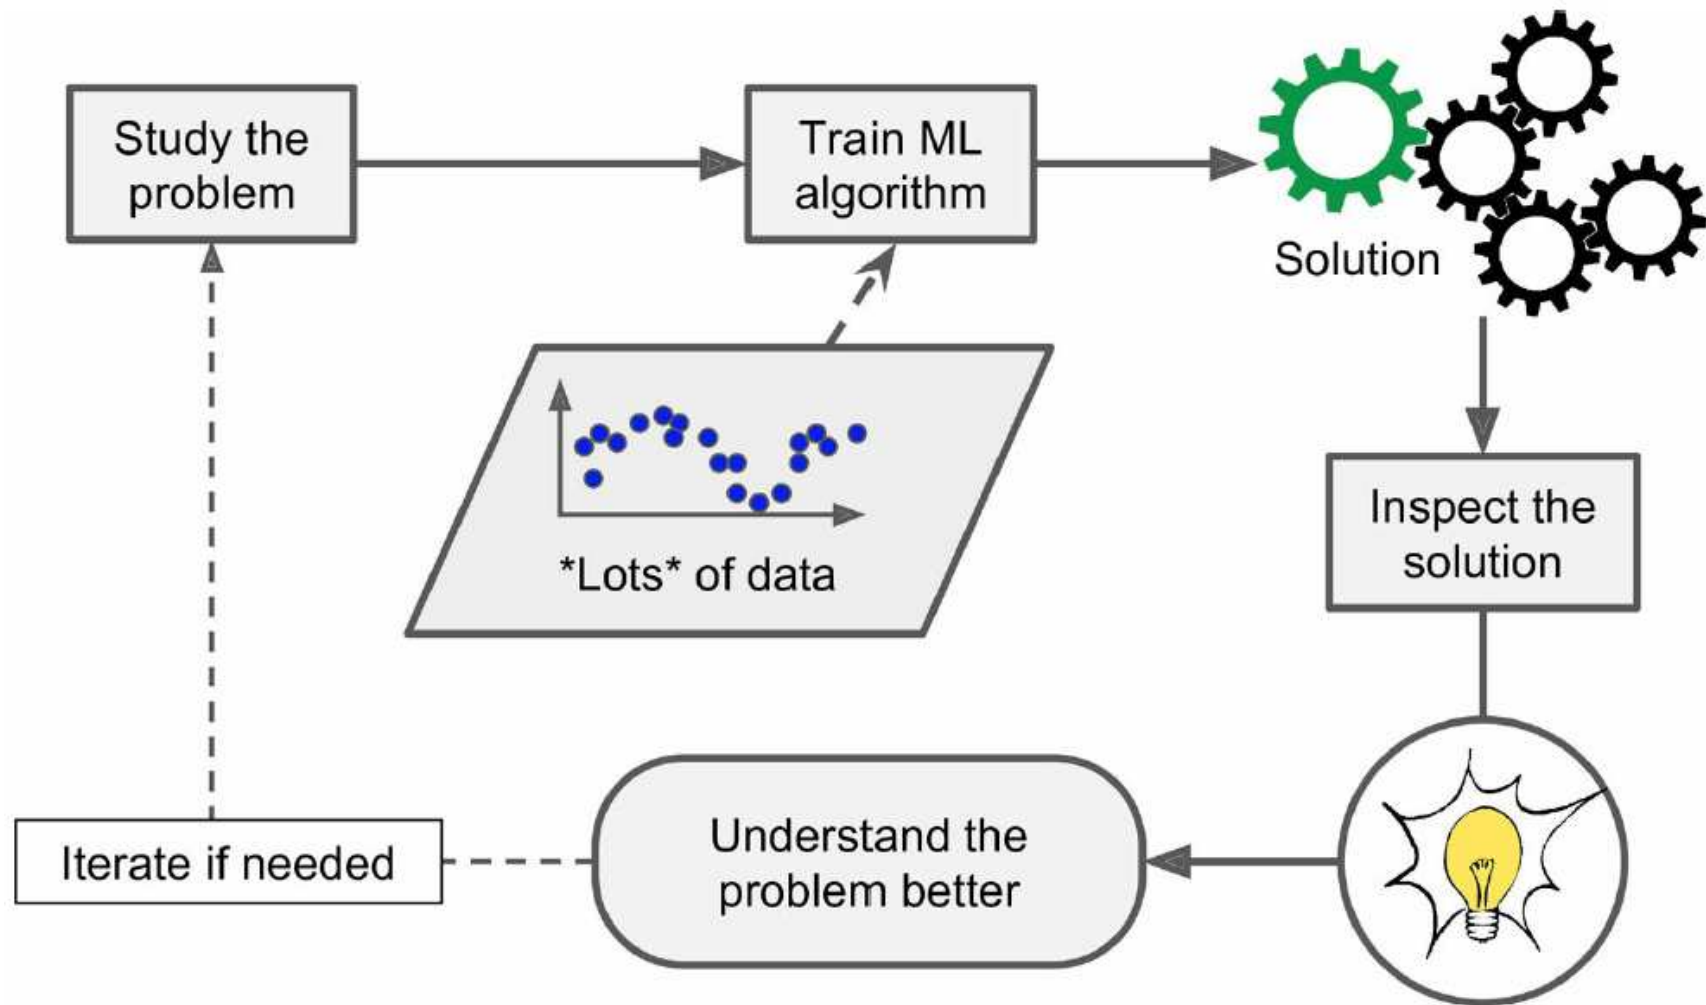 Study the
problem
Train ML
algorithm
Solution
*Lots* of data
Inspect the
solution
Understand the
problem better
Iterate if needed